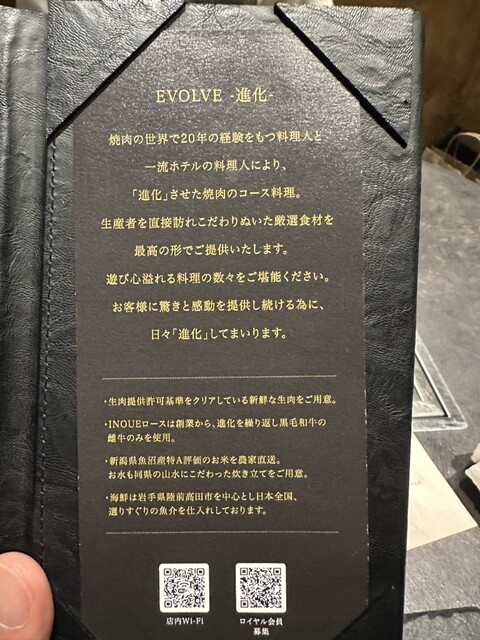 EVOLVE -進化-
焼肉の世界で20年の経験をもつ料理人と
一流ホテルの料理人により、
「進化」させた焼肉のコース料理。
生産者を直接訪れこだわりぬいた厳選食材を
最高の形でご提供いたします。
遊び心溢れる料理の数々をご堪能ください。
お客様に驚きと感動を提供し続ける為に、
日々「進化」してまいります。
・生肉提供許可基準をクリアしている新鮮な生肉をご用意。
・INOUEロースは創業から、進化を繰り返し黒毛和牛の
雌牛のみを使用。
・新潟県魚沼産特A評価のお米を農家直送。
お水も同県の山水にこだわった炊き立てをご用意。
・海鮮は岩手県陸前高田市を中心とし日本全国、
選りすぐりの魚介を仕入れしております。
店内Wi-Fi
ロイヤル会員
募集